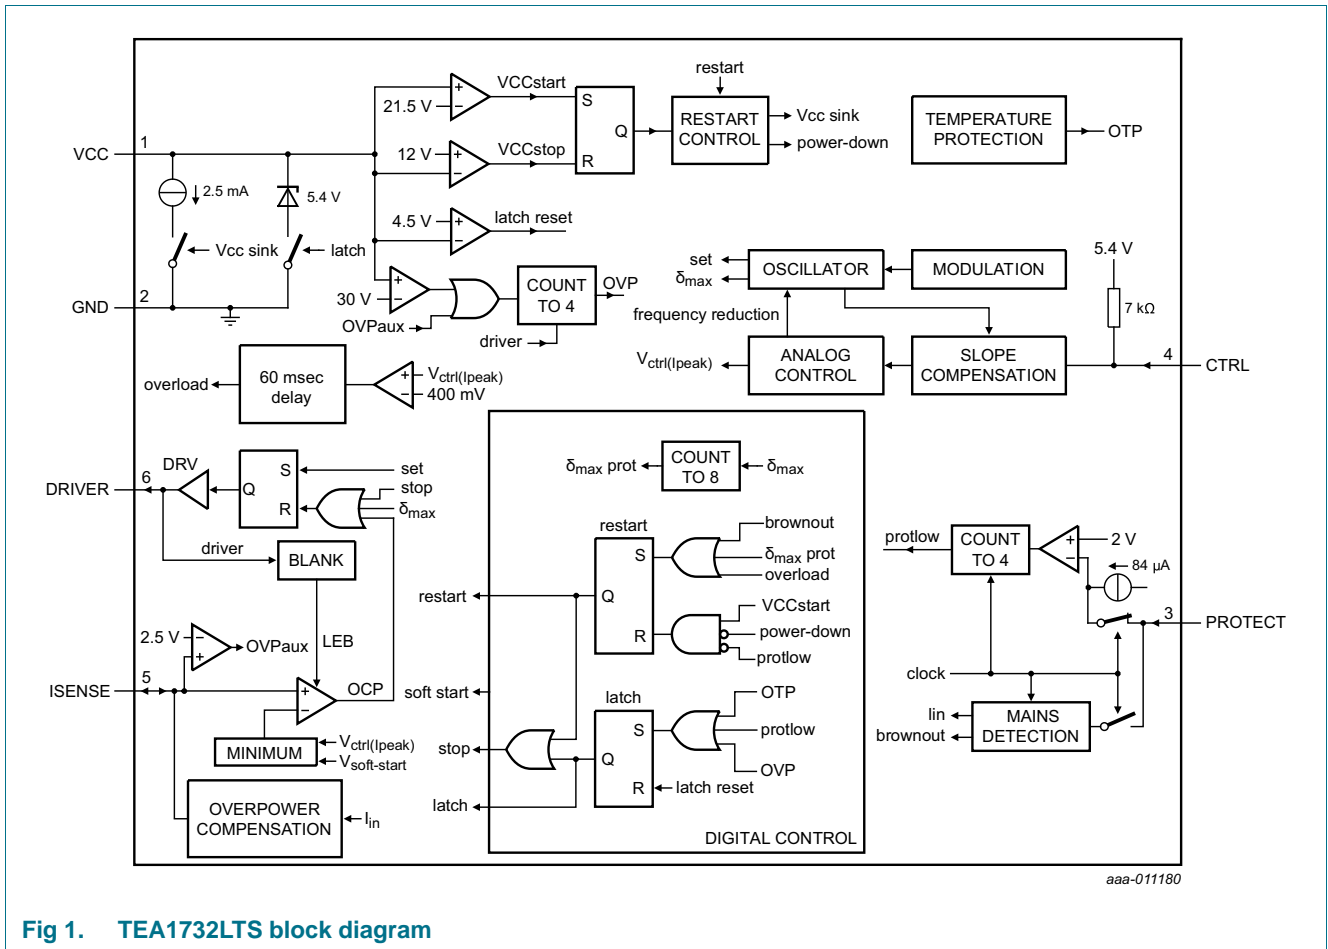 restart
VCCstart
21.5 V
S
Q
R
RESTART
CONTROL
Vcc sink
power-down
TEMPERATURE
PROTECTION
OTP
VCC
1
12 V
VCCstop
2.5 mA
5.4 V
4.5 V
latch reset
Vcc sink
latch
5.4 V
set
δmax
OSCILLATOR
MODULATION
7 kΩ
GND
2
30 V
COUNT
TO 4
OVP
OVPaux
driver
frequency reduction
Vctrl(Ipeak)
ANALOG
CONTROL
SLOPE
COMPENSATION
4
CTRL
overload
60 msec
delay
Vctrl(Ipeak)
400 mV
DRV
6
DRIVER
Q
S
R
set
stop
δmax
δmax prot
COUNT
TO 8
δmax
driver
BLANK
restart
S
Q
R
brownout
δmax prot
overload
restart
VCCstart
power-down
protlow
protlow
COUNT
TO 4
2 V
84 µA
3
PROTECT
2.5 V
OVPaux
LEB
5
ISENSE
OCP
MINIMUM
Vctrl(Ipeak)
Vsoft-start
OVERPOWER
COMPENSATION
Iin
soft start
latch
S
Q
R
OTP
protlow
OVP
latch reset
stop
latch
DIGITAL CONTROL
clock
Iin
brownout
MAINS
DETECTION
aaa-011180
Fig 1. TEA1732LTS block diagram